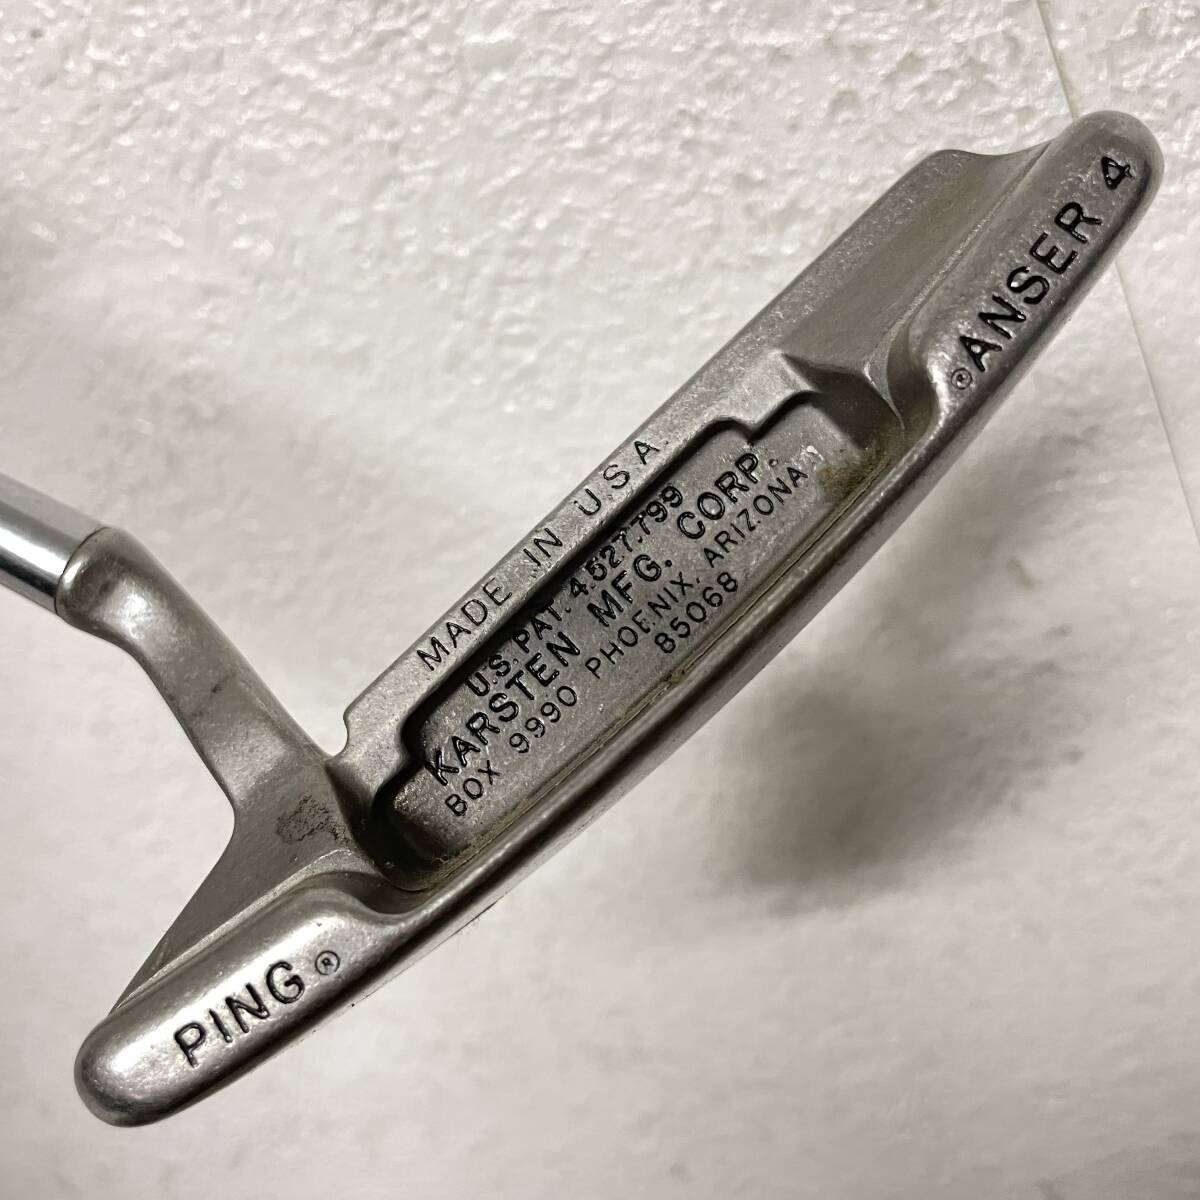 MADE IN U.S.A.
U.S. PAT. 4,527,799
KARSTEN MFG. CORP.
BOX 9990 PHOENIX, ARIZONA
85068
PING®
®ANSER 4